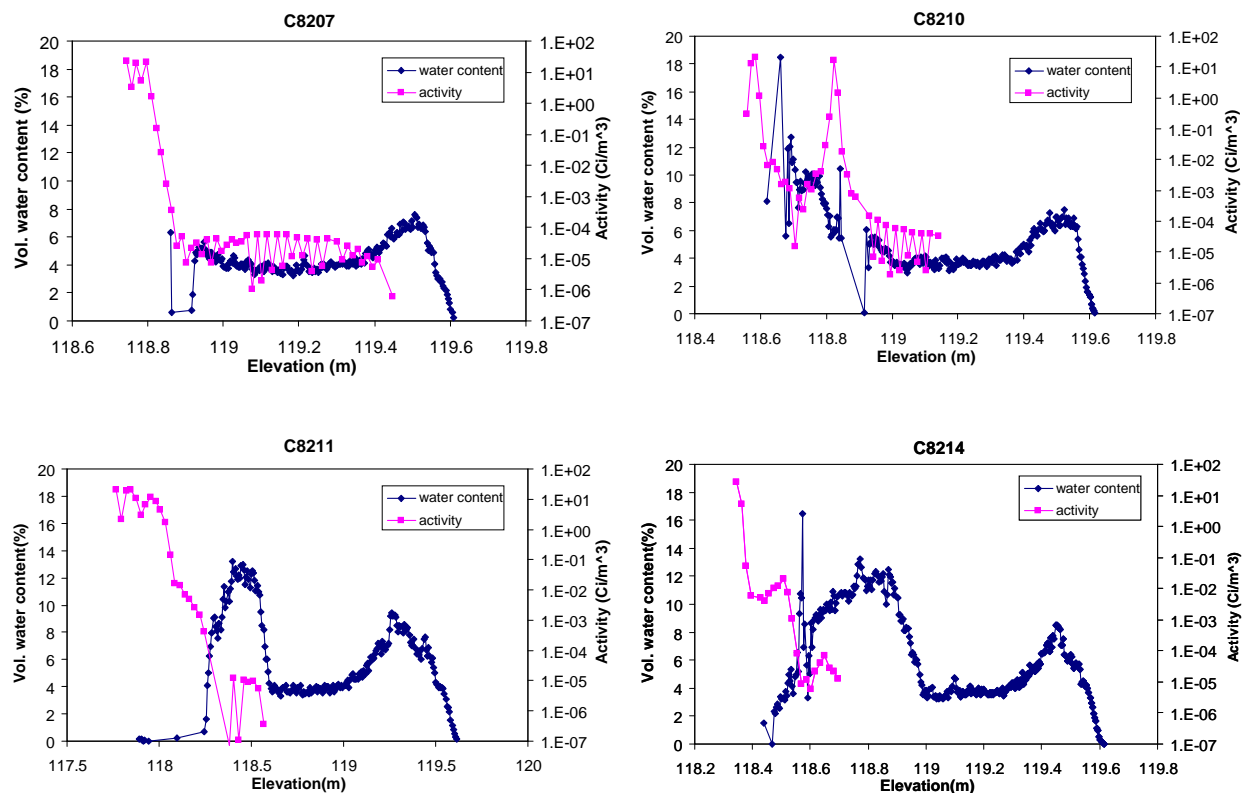 C8207
20
18
16
14
12
10
8
6
4
2
0
Vol. water content (%)
water content
activity
1.E+02
1.E+01
1.E+00
1.E-01
1.E-02
1.E-03
1.E-04
1.E-05
1.E-06
1.E-07
Activity (Ci/m^3)
118.6 118.8 119 119.2 119.4 119.6 119.8
Elevation (m)
C8210
20
18
16
14
12
10
8
6
4
2
0
Vol. water content (%)
water content
activity
1.E+02
1.E+01
1.E+00
1.E-01
1.E-02
1.E-03
1.E-04
1.E-05
1.E-06
1.E-07
Activity (Ci/m^3)
118.4 118.6 118.8 119 119.2 119.4 119.6 119.8
Elevation (m)
C8211
20
18
16
14
12
10
8
6
4
2
0
Vol. water content(%)
water content
activity
1.E+02
1.E+01
1.E+00
1.E-01
1.E-02
1.E-03
1.E-04
1.E-05
1.E-06
1.E-07
Activity (Ci/m^3)
117.5 118 118.5 119 119.5 120
Elevation(m)
C8214
20
18
16
14
12
10
8
6
4
2
0
Vol. water content(%)
water content
activity
1.E+02
1.E+01
1.E+00
1.E-01
1.E-02
1.E-03
1.E-04
1.E-05
1.E-06
1.E-07
Activity (Ci/m^3)
118.2 118.4 118.6 118.8 119 119.2 119.4 119.6 119.8
Elevation(m)